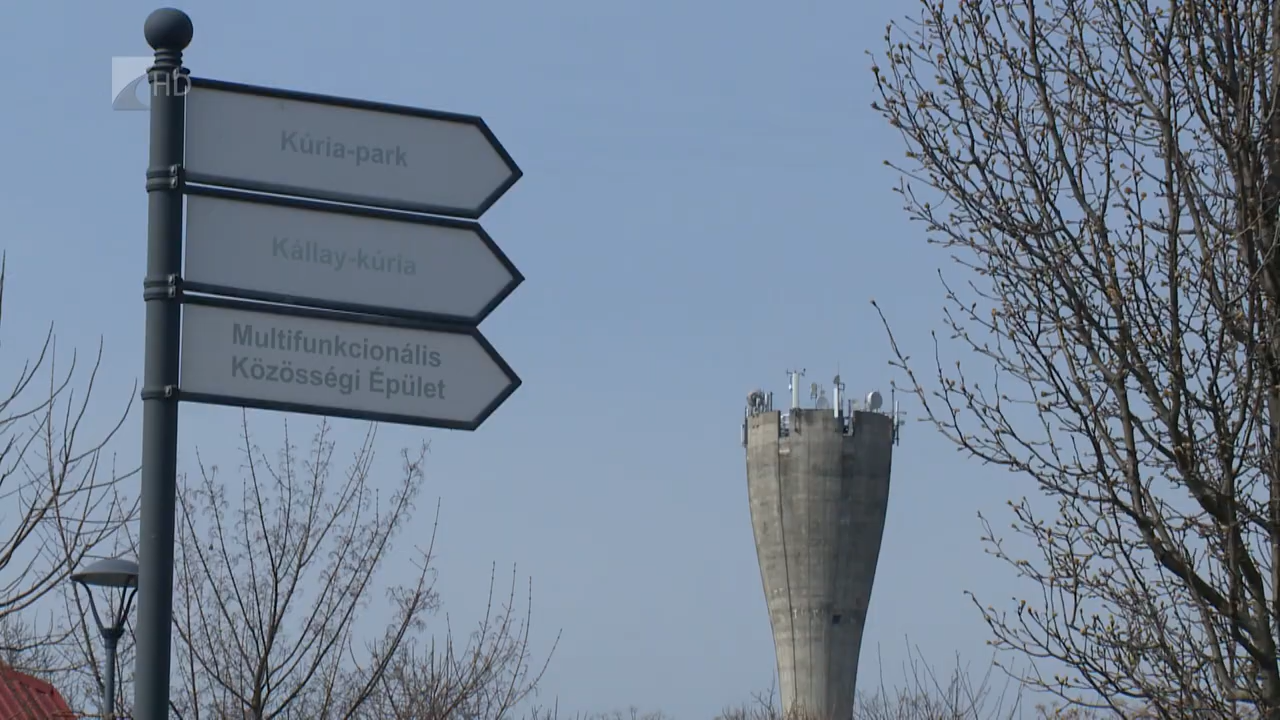 HD
Kúria-park
Kállay-kúria
Multifunkcionális
Közösségi Épület